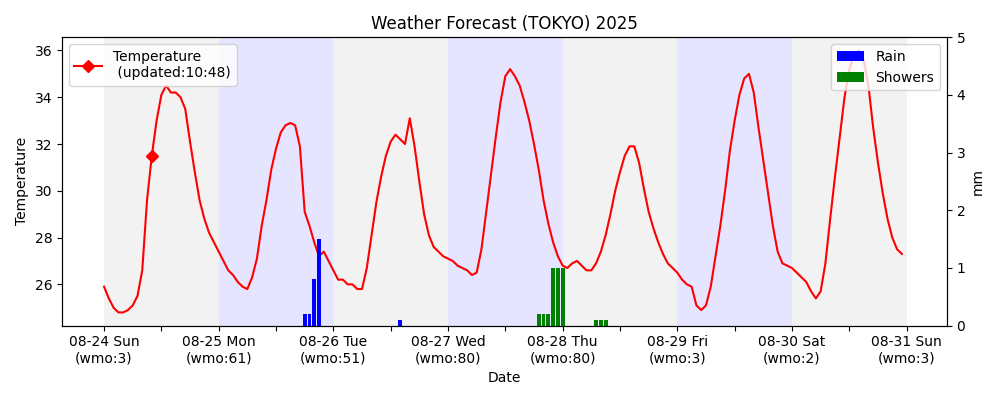 Weather Forecast (TOKYO) 2025
Temperature
(updated:10:48)
Rain
Showers
36
34
32
30
28
26
Temperature
5
4
3
2
1
0
mm
08-24 Sun
(wmo:3)
08-25 Mon
(wmo:61)
08-26 Tue
(wmo:51)
08-27 Wed
(wmo:80)
08-28 Thu
(wmo:80)
08-29 Fri
(wmo:3)
08-30 Sat
(wmo:2)
08-31 Sun
(wmo:3)
Date